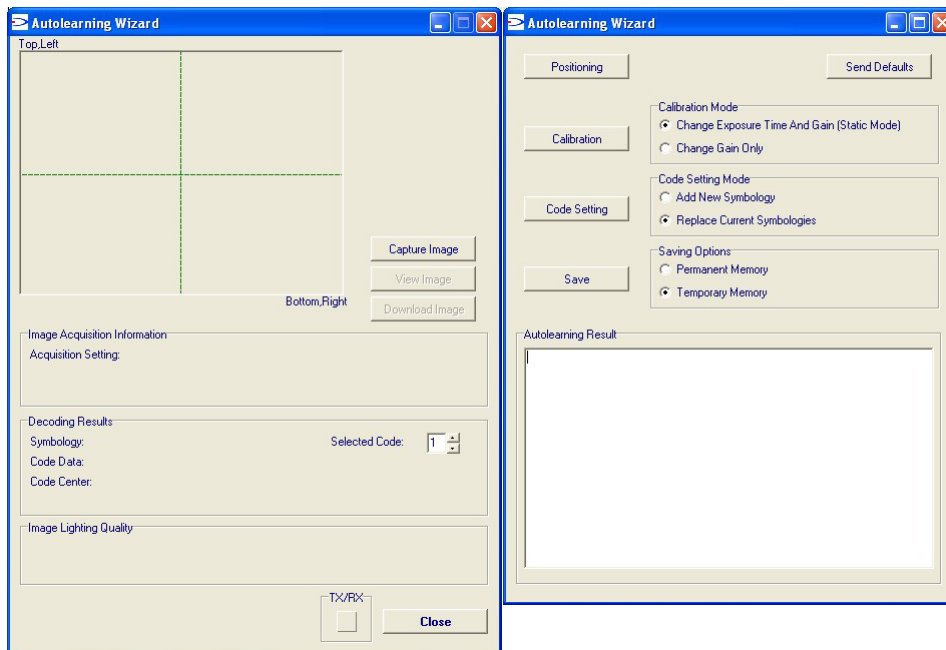 Autolearning Wizard
Top,Left
Capture Image
View Image
Bottom,Right
Download Image
Image Acquisition Information
Acquisition Setting:
Decoding Results
Symbology:
Selected Code: 1
Code Data:
Code Center:
Image Lighting Quality
TX/RX
Close
Autolearning Wizard
Positioning
Send Defaults
Calibration Mode
Calibration
Change Exposure Time And Gain (Static Mode)
Change Gain Only
Code Setting Mode
Code Setting
Add New Symbology
Replace Current Symbologies
Saving Options
Save
Permanent Memory
Temporary Memory
Autolearning Result